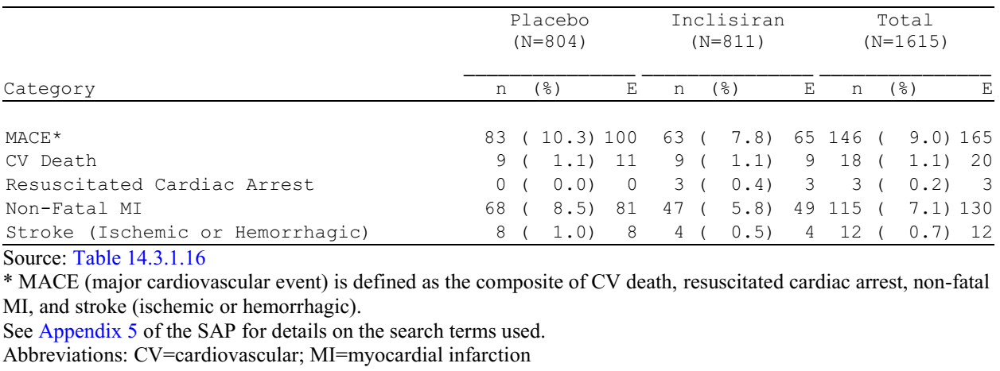 Placebo Inclisiran Total
(N=804) (N=811) (N=1615)
Category n (%) E n (%) E n (%) E
MACE* 83 ( 10.3) 100 63 ( 7.8) 65 146 ( 9.0) 165
CV Death 9 ( 1.1) 11 9 ( 1.1) 9 18 ( 1.1) 20
Resuscitated Cardiac Arrest 0 ( 0.0) 0 3 ( 0.4) 3 3 ( 0.2) 3
Non-Fatal MI 68 ( 8.5) 81 47 ( 5.8) 49 115 ( 7.1) 130
Stroke (Ischemic or Hemorrhagic) 8 ( 1.0) 8 4 ( 0.5) 4 12 ( 0.7) 12
Source: Table 14.3.1.16
* MACE (major cardiovascular event) is defined as the composite of CV death, resuscitated cardiac arrest, non-fatal
MI, and stroke (ischemic or hemorrhagic).
See Appendix 5 of the SAP for details on the search terms used.
Abbreviations: CV=cardiovascular; MI=myocardial infarction